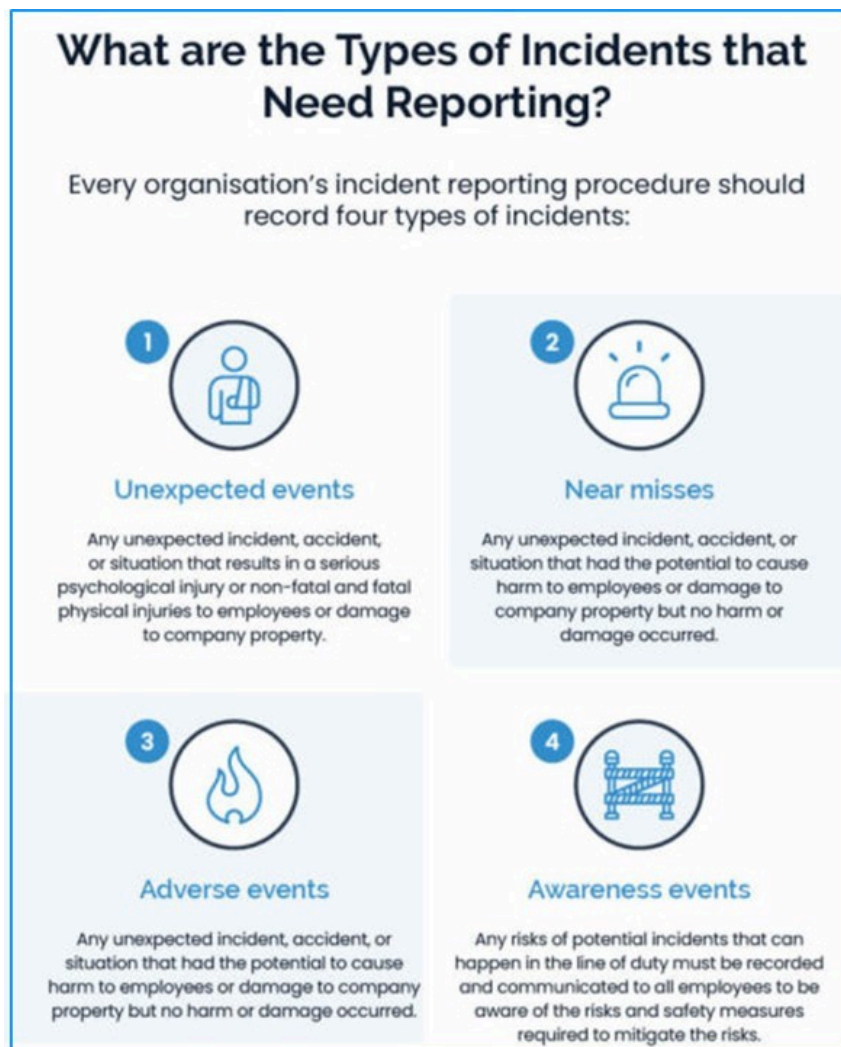 What are the Types of Incidents that
Need Reporting?
Every organisation's incident reporting procedure should
record four types of incidents:
1
Unexpected events
Any unexpected incident, accident,
or situation that results in a serious
psychological injury or non-fatal and fatal
physical injuries to employees or damage
to company property.
2
Near misses
Any unexpected incident, accident, or
situation that had the potential to cause
harm to employees or damage to
company property but no harm or
damage occurred.
3
Adverse events
Any unexpected incident, accident, or
situation that had the potential to cause
harm to employees or damage to company
property but no harm or damage occurred.
4
Awareness events
Any risks of potential incidents that can
happen in the line of duty must be recorded
and communicated to all employees to be
aware of the risks and safety measures
required to mitigate the risks.